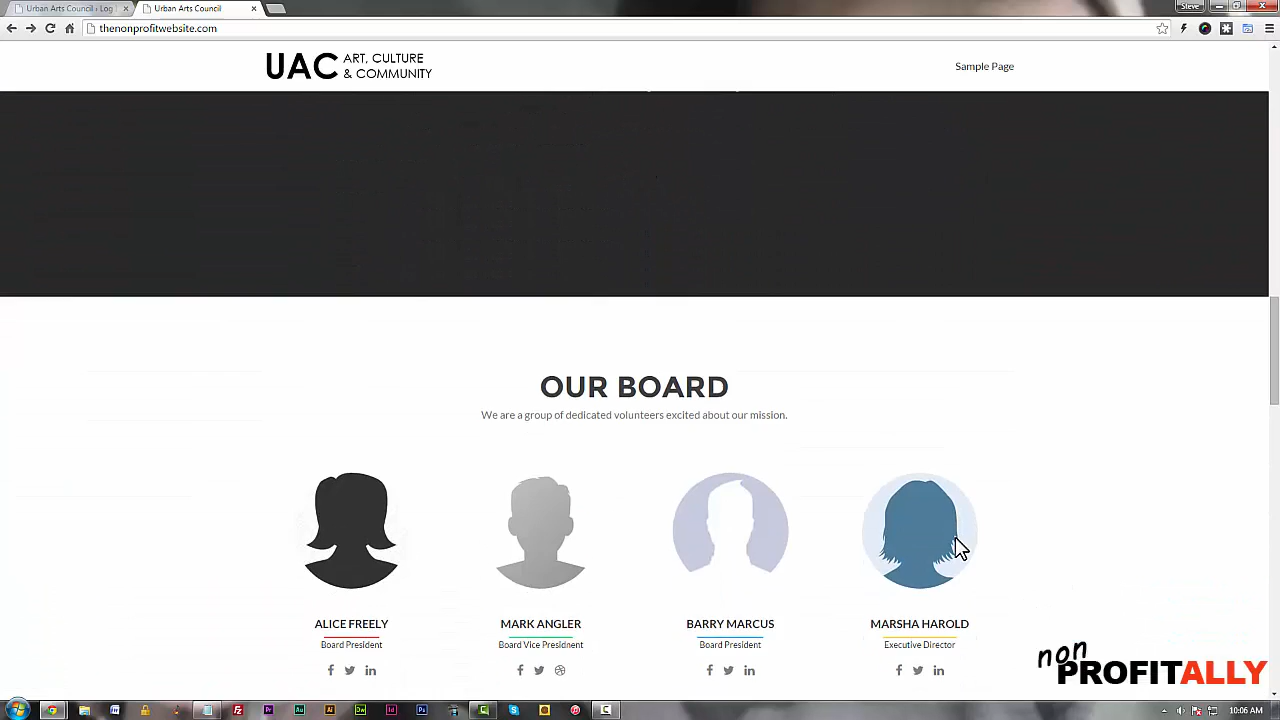 Urban Arts Council › Log
Urban Arts Council
Steve
thenonprofitwebsite.com
UAC ART, CULTURE
& COMMUNITY
Sample Page
OUR BOARD
We are a group of dedicated volunteers excited about our mission.
ALICE FREELY
Board President
MARK ANGLER
Board Vice Presidnent
BARRY MARCUS
Board President
MARSHA HAROLD
Executive Director
non
PROFITALLY
10:06 AM